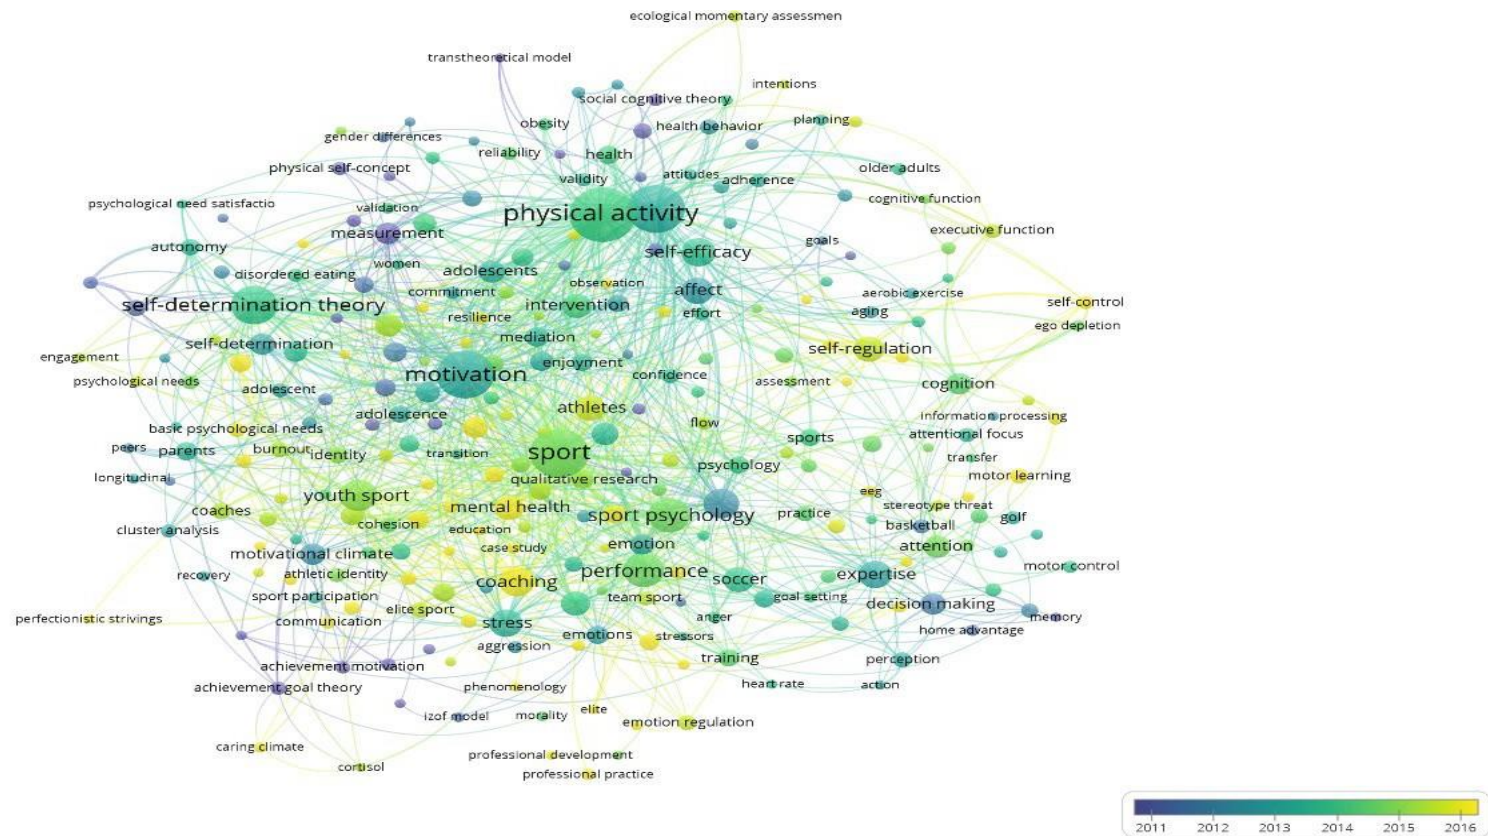 ecological momentary assessmen
transtheoretical model
intentions
social cognitive theory
obesity
health behavior
planning
gender differences
reliability
health
physical self-concept
validity
attitudes
adherence
older adults
psychological need satisfactio
validation
physical activity
cognitive function
measurement
executive function
autonomy
women
self-efficacy
goals
disordered eating
adolescents
observation
commitment
affect
aerobic exercise
self-determination theory
intervention
self-control
resilience
effort
aging
ego depletion
self-determination
mediation
self-regulation
engagement
enjoyment
psychological needs
adolescent
motivation
confidence
assessment
cognition
adolescence
athletes
information processing
basic psychological needs
flow
peers
parents
burnout
identity
transition
sport
sports
attentional focus
transfer
longitudinal
qualitative research
psychology
motor learning
youth sport
eeg
coaches
mental health
sport psychology
practice
stereotype threat
cluster analysis
cohesion
education
basketball
golf
motivational climate
case study
emotion
attention
recovery
athletic identity
coaching
performance
soccer
expertise
motor control
sport participation
elite sport
team sport
goal setting
decision making
perfectionistic strivings
communication
stress
anger
home advantage
memory
aggression
emotions
stressors
achievement motivation
training
perception
achievement goal theory
phenomenology
heart rate
action
izof model
morality
elite
emotion regulation
caring climate
professional development
cortisol
professional practice
2011 2012 2013 2014 2015 2016